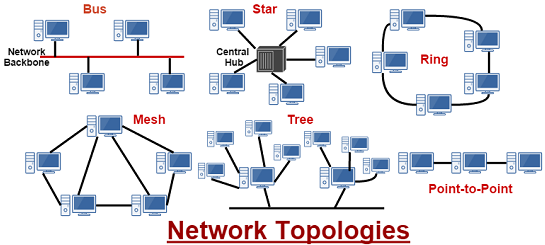 Bus
Star
Network
Backbone
Central
Hub
Ring
Mesh
Tree
Point-to-Point
Network Topologies